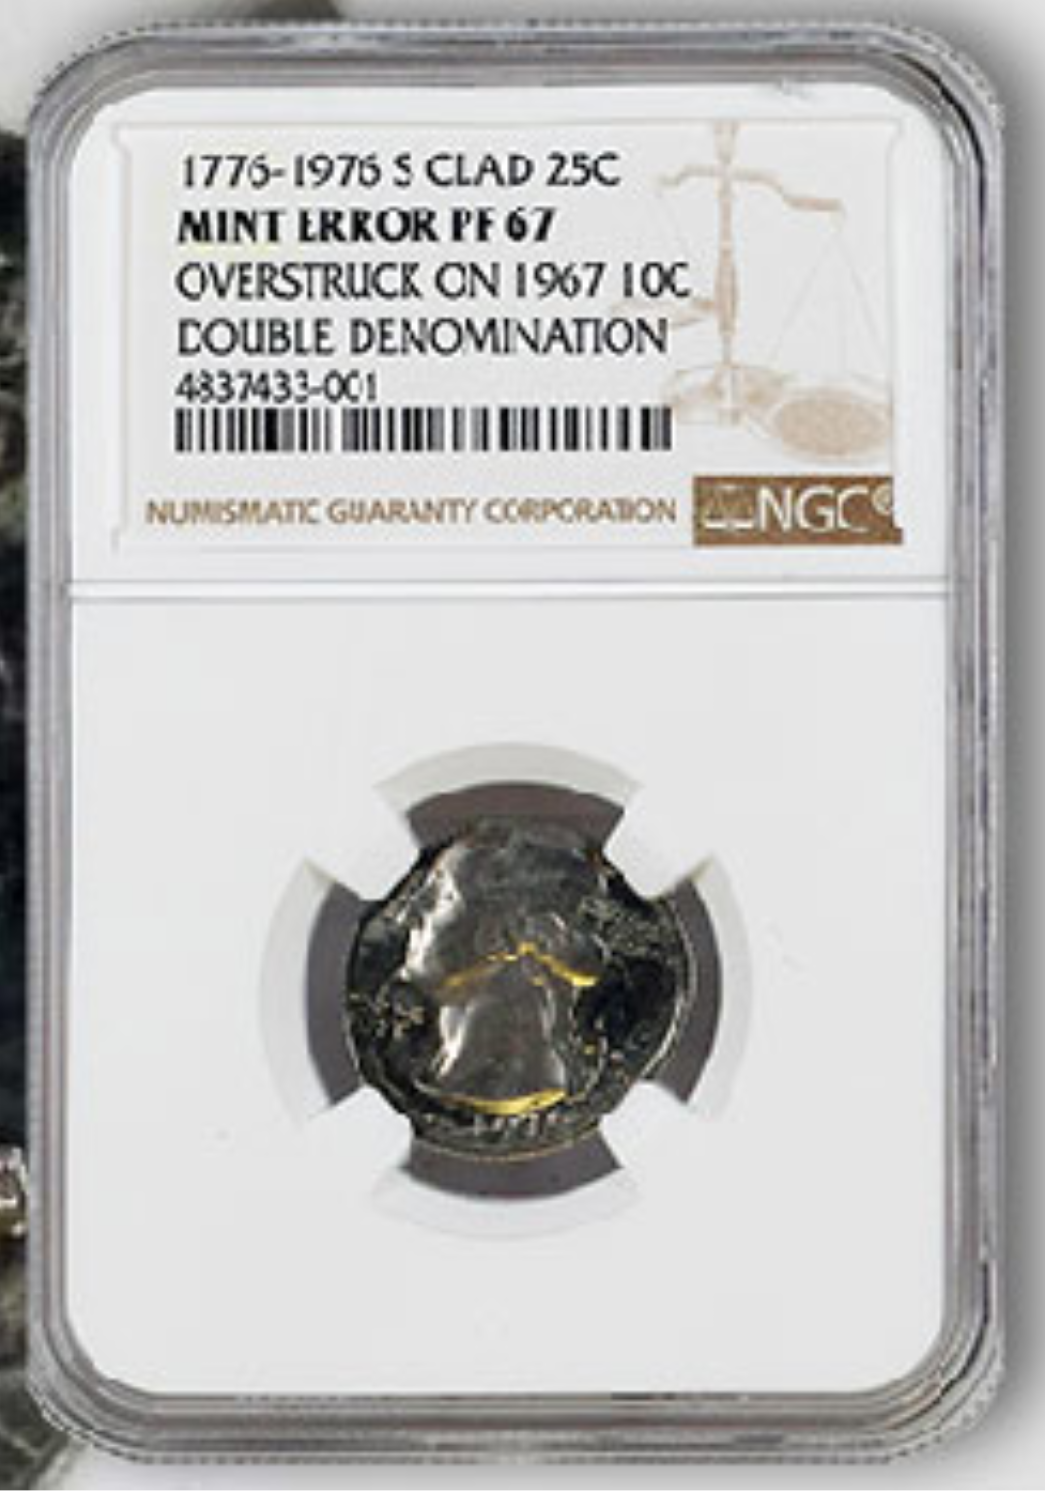 1776-1976 S CLAD 25C
MINT ERROR PF 67
OVERSTRUCK ON 1967 10C
DOUBLE DENOMINATION
4837433-001
NUMISMATIC GUARANTY CORPORATION
NGC®